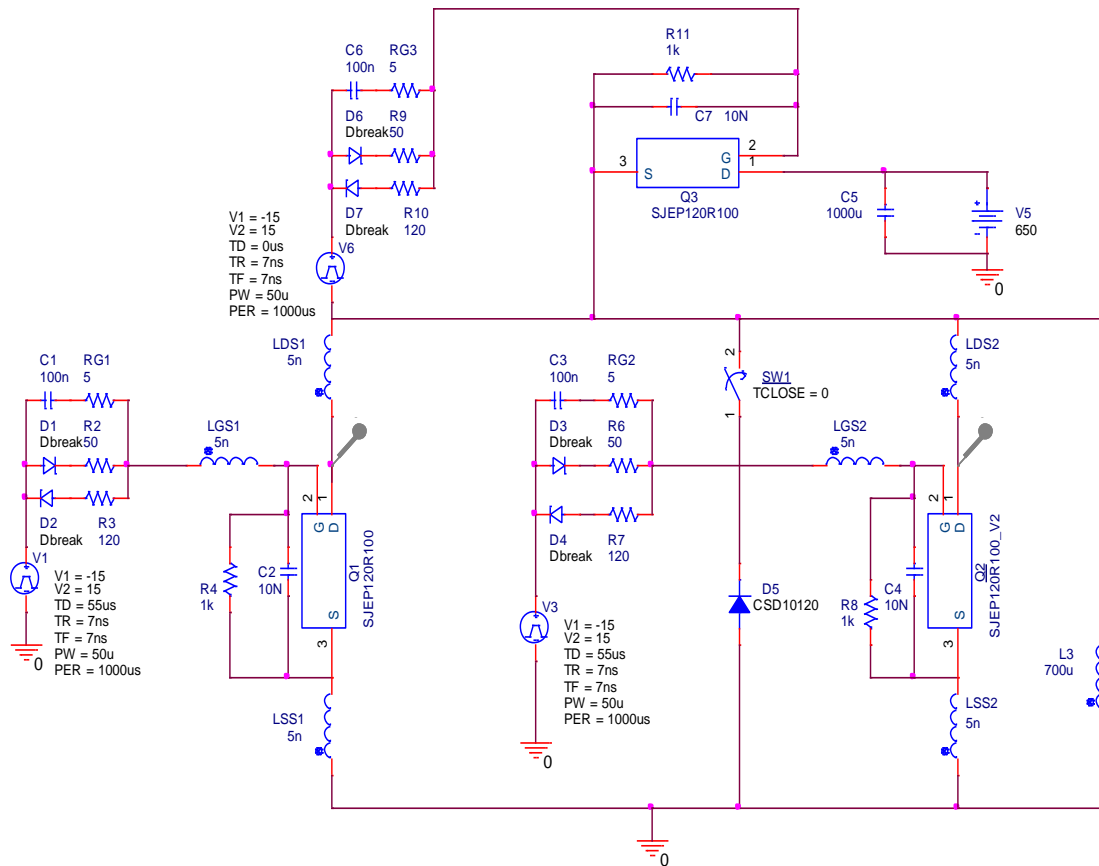 C6
100n
RG3
5
D6
Dbreak
R9
50
D7
Dbreak
R10
120
V1 = -15
V2 = 15
TD = 0us
TR = 7ns
TF = 7ns
PW = 50u
PER = 1000us
V6
R11
1k
C7
10N
3
S
G
D
2
1
Q3
SJEP120R100
C5
1000u
V5
650
0
LDS1
5n
C1
100n
RG1
5
D1
Dbreak
R2
50
D2
Dbreak
R3
120
LGS1
5n
V1
V1 = -15
V2 = 15
TD = 55us
TR = 7ns
TF = 7ns
PW = 50u
PER = 1000us
0
R4
1k
C2
10N
2
1
G
D
S
3
Q1
SJEP120R100
LSS1
5n
C3
100n
RG2
5
D3
Dbreak
R6
50
D4
Dbreak
R7
120
V3
V1 = -15
V2 = 15
TD = 55us
TR = 7ns
TF = 7ns
PW = 50u
PER = 1000us
0
2
SW1
TCLOSE = 0
1
D5
CSD10120
LDS2
5n
LGS2
5n
2
1
G
D
S
3
Q2
SJEP120R100_V2
R8
1k
C4
10N
LSS2
5n
L3
700u
0